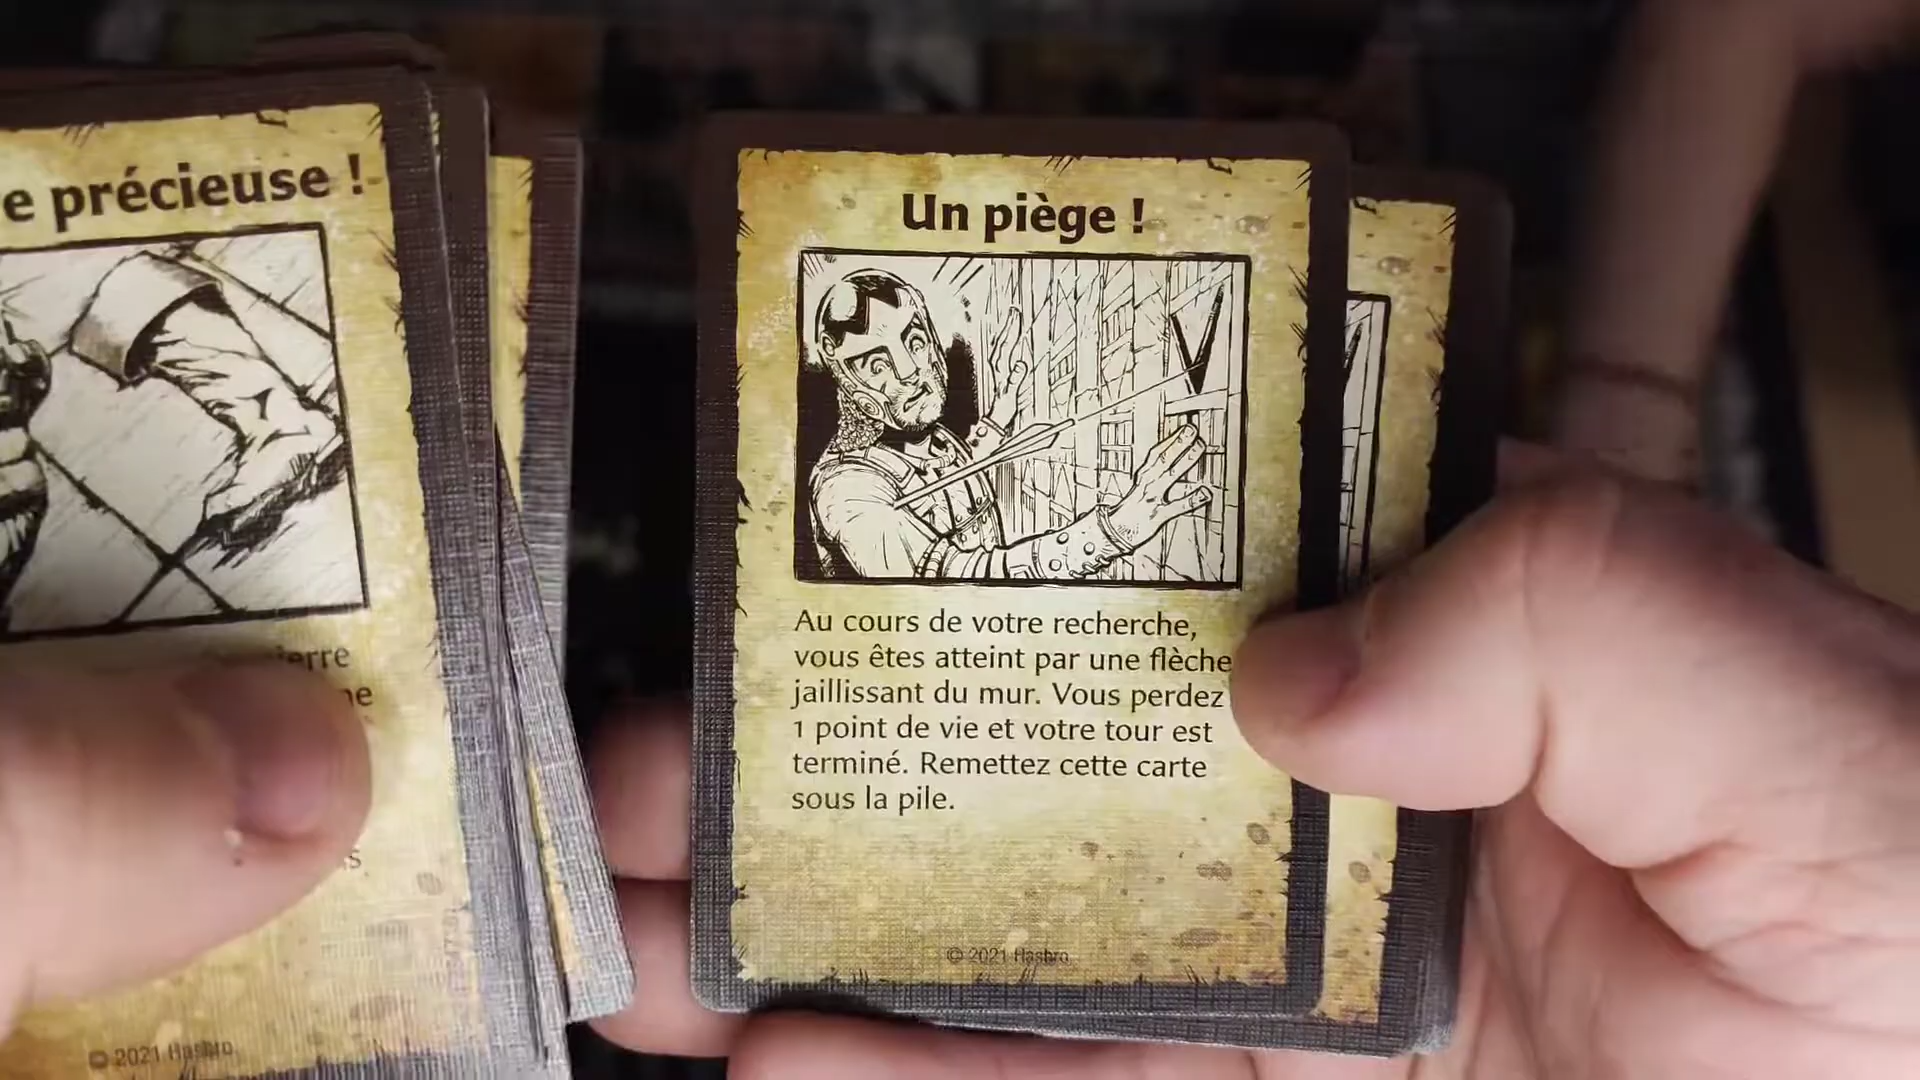 précieuse !
© 2021 Hasbro
Un piège !
Au cours de votre recherche,
vous êtes atteint par une flèche
jaillissant du mur. Vous perdez
1 point de vie et votre tour est
terminé. Remettez cette carte
sous la pile.
© 2021 Hasbro